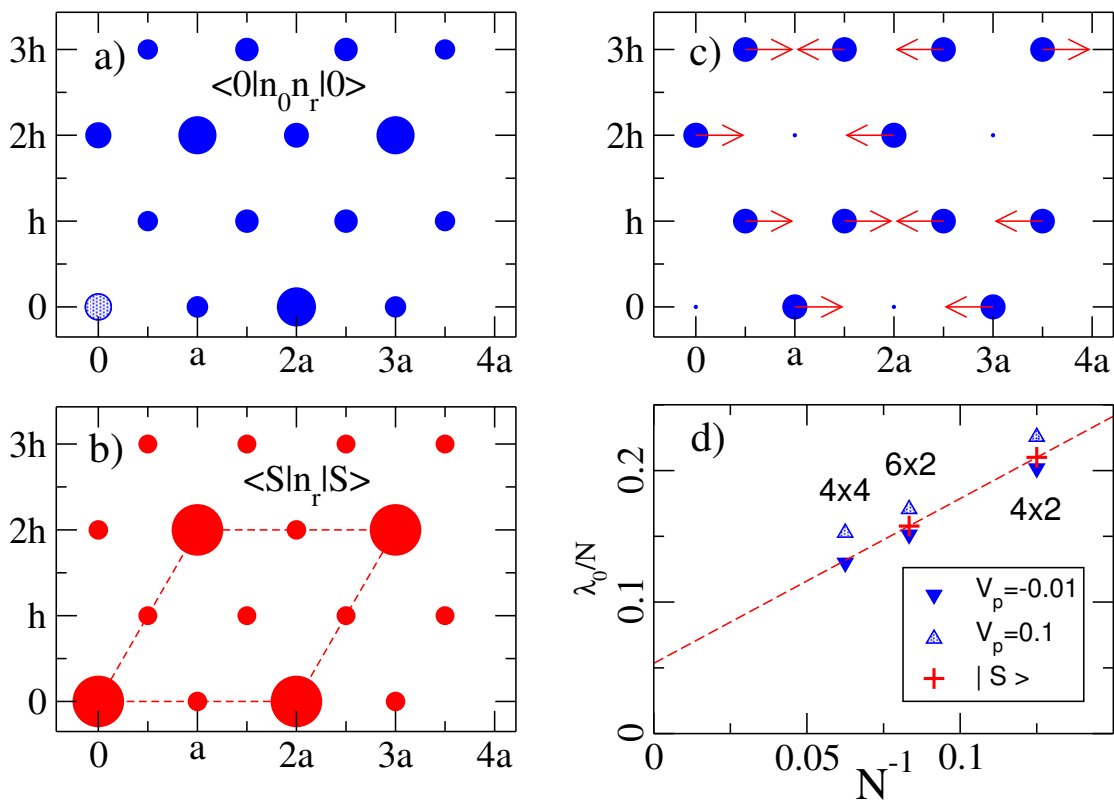 a)
<0|n₀nᵣ|0>
3h
2h
h
0
0
a
2a
3a
4a
c)
3h
2h
h
0
0
a
2a
3a
4a
b)
<S|nᵣ|S>
3h
2h
h
0
0
a
2a
3a
4a
d)
4x4
6x2
4x2
λ₀/N
0.2
0.1
0
0
0.05
0.1
N⁻¹
Vₚ=-0.01
Vₚ=0.1
| S >